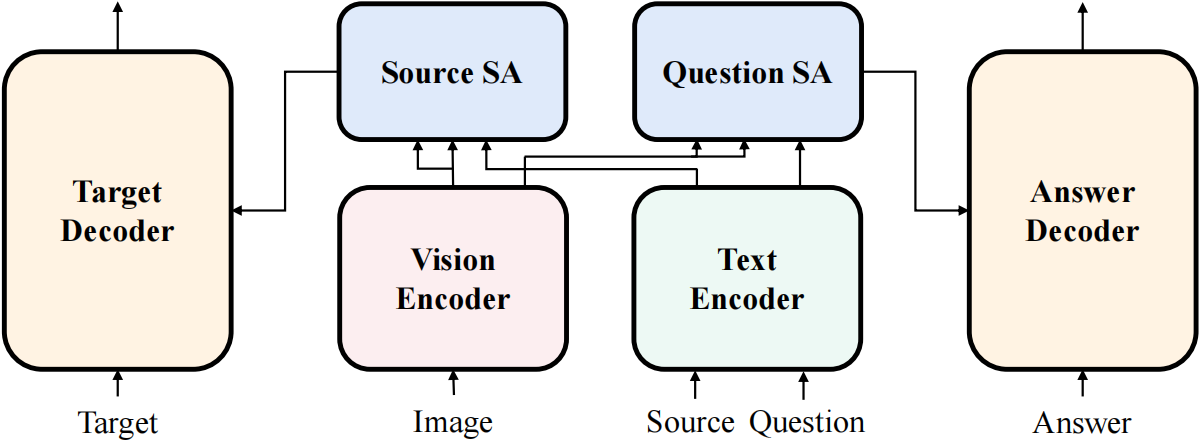 Source SA
Question SA
Target
Decoder
Vision
Encoder
Text
Encoder
Answer
Decoder
Target
Image
Source
Question
Answer